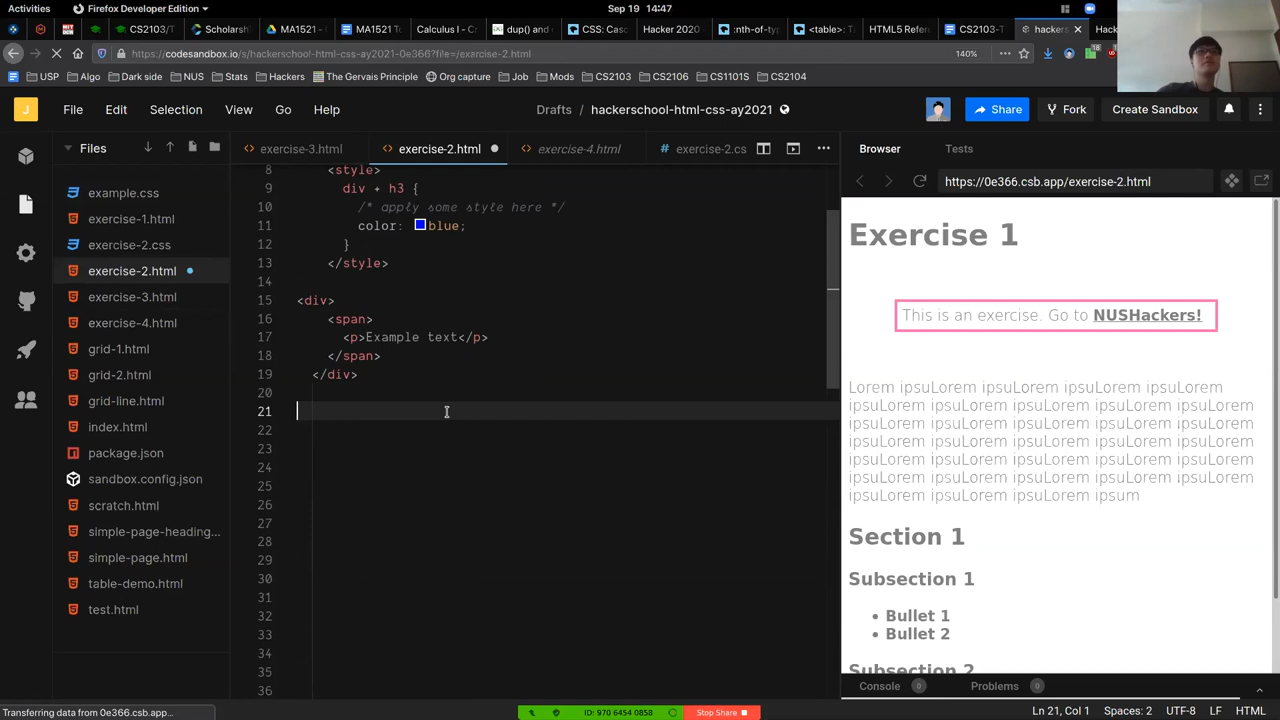 Activities
Firefox Developer Edition
Sep 19 14:47
CS2103/T
Scholarsh
MA1521 -
MA1521 To
Calculus I -
dup() and
CSS: Casc
Hacker 2020
:nth-of-typ
<table>: T
HTML5 Refe
CS2103-T
hackers
Hack
https://codesandbox.io/s/hackerschool-html-css-ay2021-0e366?file=/exercise-2.html
140%
USP
Algo
Dark side
NUS
Stats
Hackers
The Gervais Principle
Org capture
Job
Mods
CS2103
CS2106
CS1101S
CS2104
J
File
Edit
Selection
View
Go
Help
Drafts / hackerschool-html-css-ay2021
Share
Fork
Create Sandbox
Files
example.css
exercise-1.html
exercise-2.css
exercise-2.html
exercise-3.html
exercise-4.html
grid-1.html
grid-2.html
grid-line.html
index.html
package.json
sandbox.config.json
scratch.html
simple-page-heading...
simple-page.html
table-demo.html
test.html
exercise-3.html
exercise-2.html
exercise-4.html
exercise-2.cs
8 <style>
9 div + h3 {
10 /* apply some style here */
11 color: blue;
12 }
13 </style>
14
15 <div>
16 <span>
17 <p>Example text</p>
18 </span>
19 </div>
20
21
22
23
24
25
26
27
28
29
30
31
32
33
34
35
36
Browser
Tests
https://0e366.csb.app/exercise-2.html
Exercise 1
This is an exercise. Go to NUSHackers!
Lorem ipsuLorem ipsuLorem ipsuLorem ipsuLorem
ipsuLorem ipsuLorem ipsuLorem ipsuLorem ipsuLorem
ipsuLorem ipsuLorem ipsuLorem ipsuLorem ipsuLorem
ipsuLorem ipsuLorem ipsuLorem ipsuLorem ipsuLorem
ipsuLorem ipsuLorem ipsuLorem ipsuLorem ipsuLorem
ipsuLorem ipsuLorem ipsuLorem ipsuLorem ipsuLorem
ipsuLorem ipsuLorem ipsuLorem ipsum
Section 1
Subsection 1
• Bullet 1
• Bullet 2
Subsection 2
Console 0
Problems 0
Transferring data from 0e366.csb.app...
ID: 970 6454 0858
Stop Share
Ln 21, Col 1
Spaces: 2
UTF-8
LF
HTML